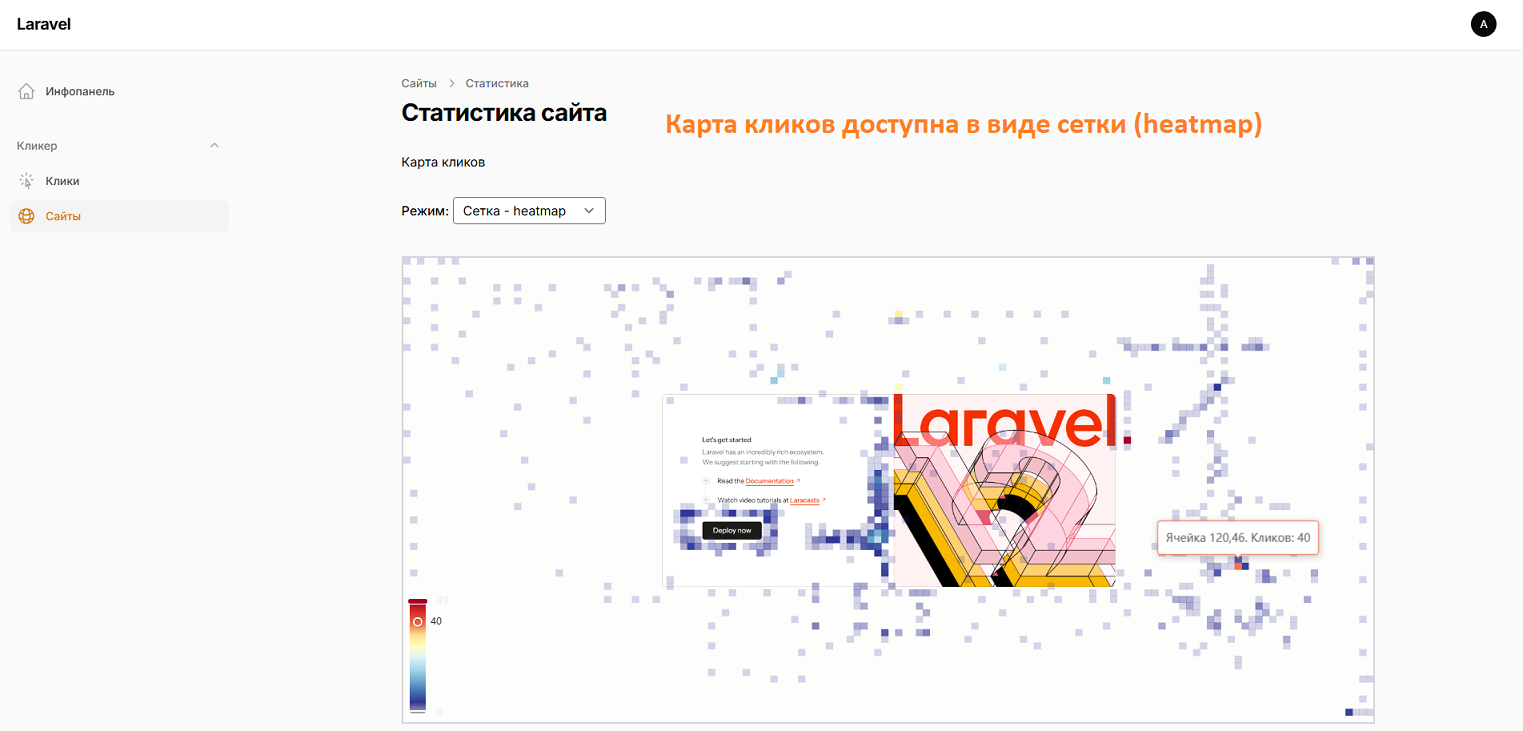 Laravel
A
Инфопанель
Кликер
Клики
Сайты
Сайты > Статистика
Статистика сайта
Карта кликов доступна в виде сетки (heatmap)
Карта кликов
Режим: Сетка - heatmap
Laravel
Let's get started
Laravel has an incredibly rich ecosystem.
We suggest starting with the following.
Read the Documentation
Watch video tutorials at Laracasts
Deploy now
Ячейка 120,46. Кликов: 40
49
40
0